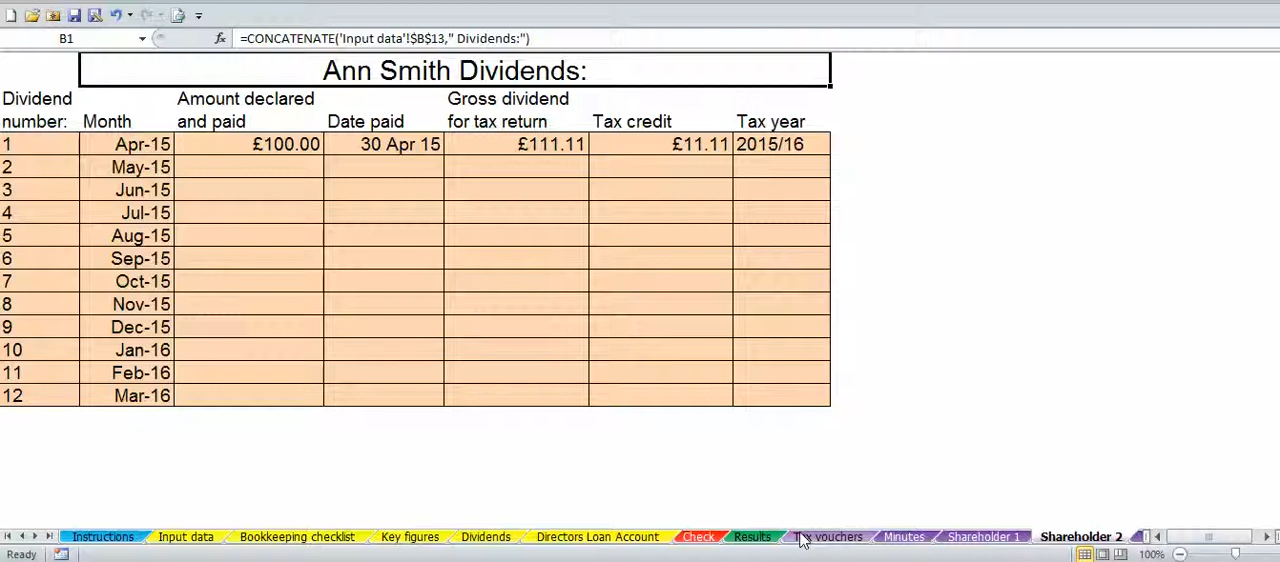 B1 fx =CONCATENATE('Input data'!$B$13," Dividends:")
Ann Smith Dividends:
Dividend number: Month Amount declared and paid Date paid Gross dividend for tax return Tax credit Tax year
1 Apr-15 £100.00 30 Apr 15 £111.11 £11.11 2015/16
2 May-15
3 Jun-15
4 Jul-15
5 Aug-15
6 Sep-15
7 Oct-15
8 Nov-15
9 Dec-15
10 Jan-16
11 Feb-16
12 Mar-16
Instructions Input data Bookkeeping checklist Key figures Dividends Directors Loan Account Check Results Tax vouchers Minutes Shareholder 1 Shareholder 2
Ready 100%